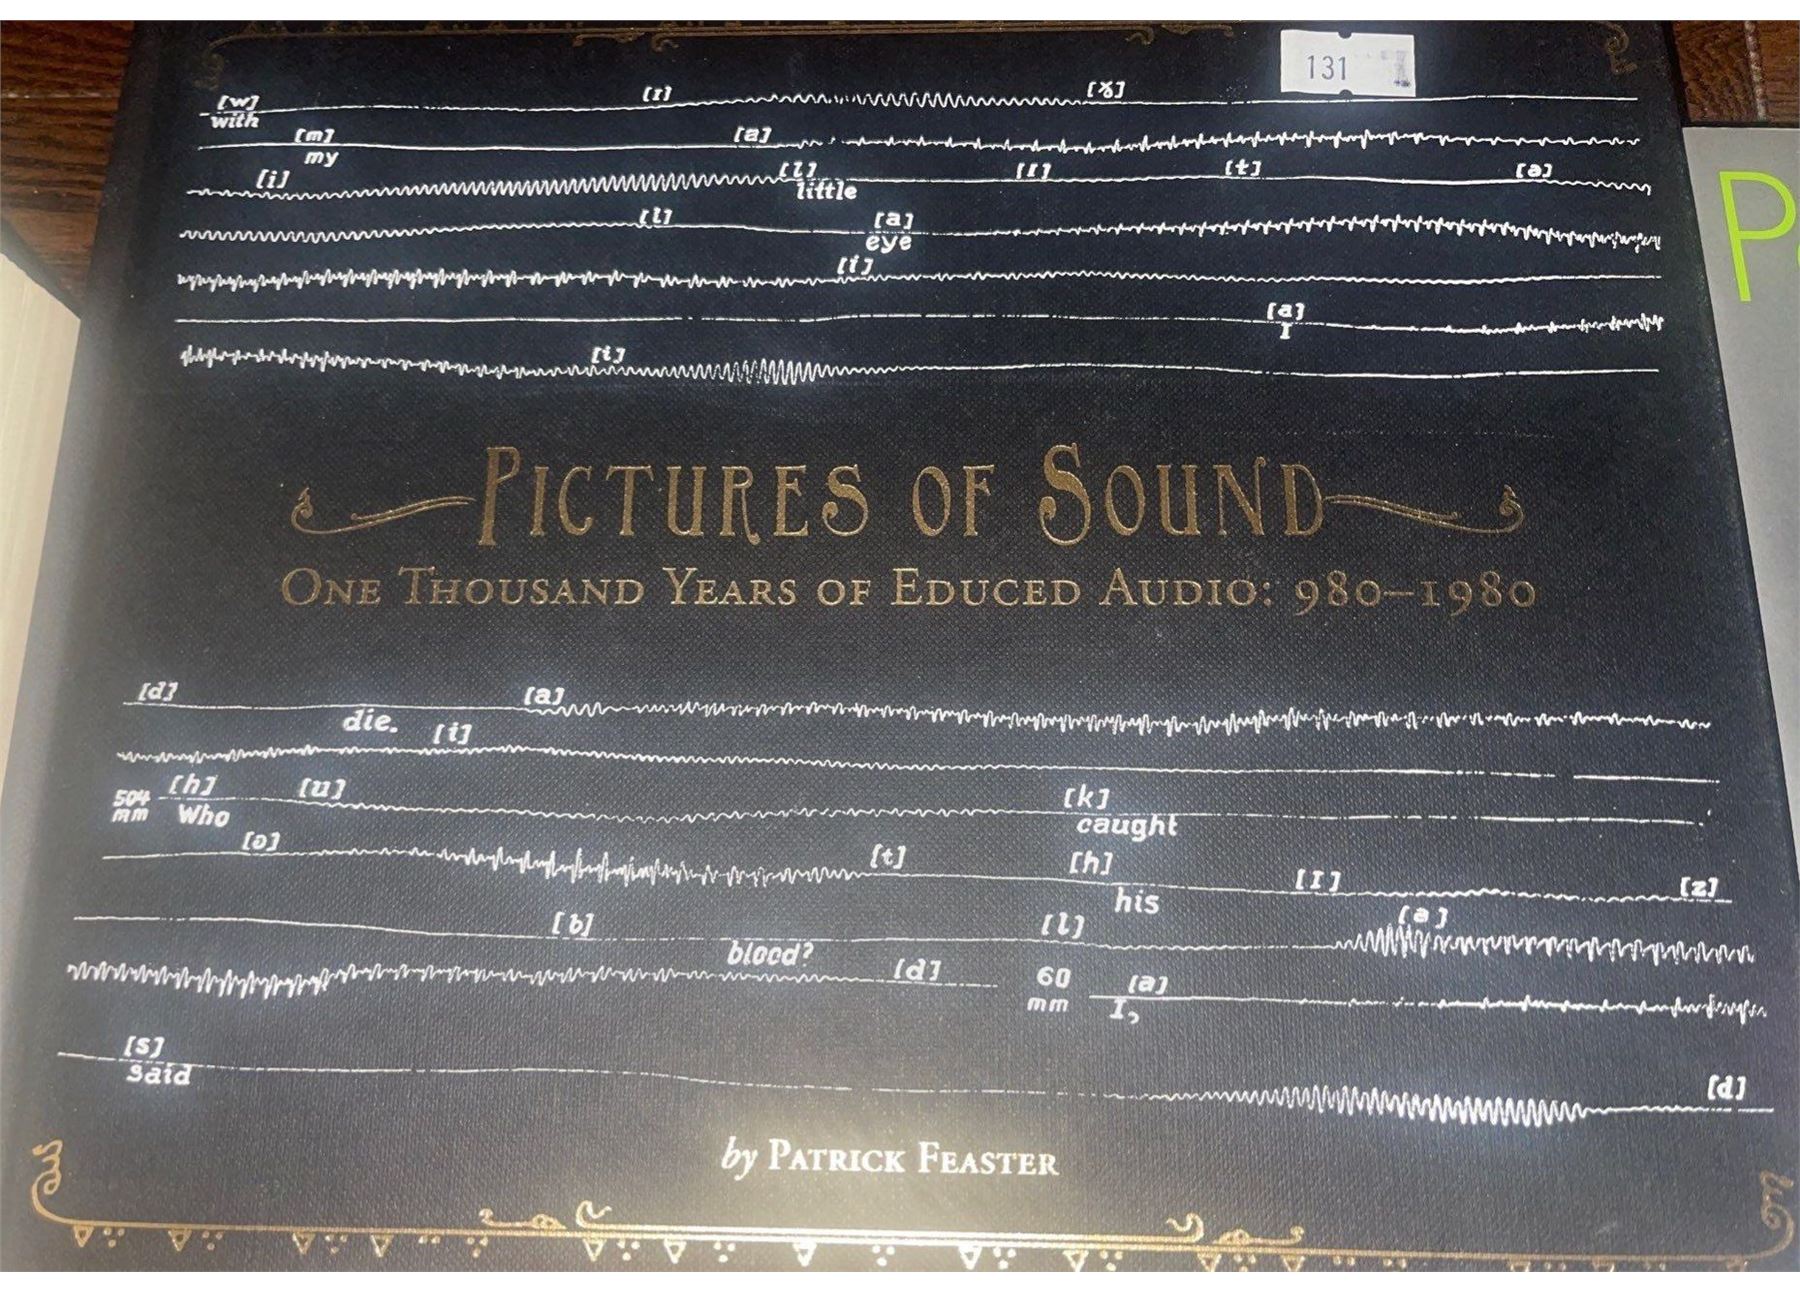 131
[w] [ɪ] [ɣ]
with
[m] [a]
my
[i] [l] [ɪ] [t] [ə]
little
[l] [a]
eye
[i]
[a]
I
[i]
PICTURES OF SOUND
ONE THOUSAND YEARS OF EDUCED AUDIO: 980–1980
[d] [a]
die. [i]
504 mm [h] [u] [k]
Who caught
[ɔ] [t] [h] [I] [z]
his
[b] [l] [a]
blood? [d] 60 mm [a]
I,
[s] [d]
said
by PATRICK FEASTER
P